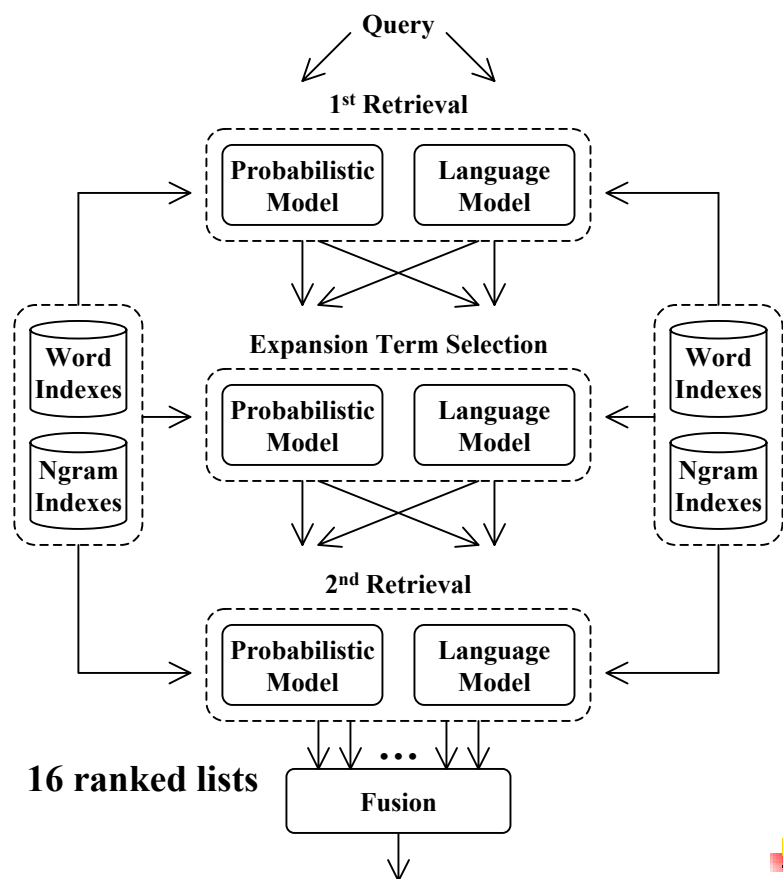 Query
1st Retrieval
Probabilistic
Model
Language
Model
Word
Indexes
Ngram
Indexes
Expansion Term Selection
Probabilistic
Model
Language
Model
Word
Indexes
Ngram
Indexes
2nd Retrieval
Probabilistic
Model
Language
Model
...
16 ranked lists
Fusion